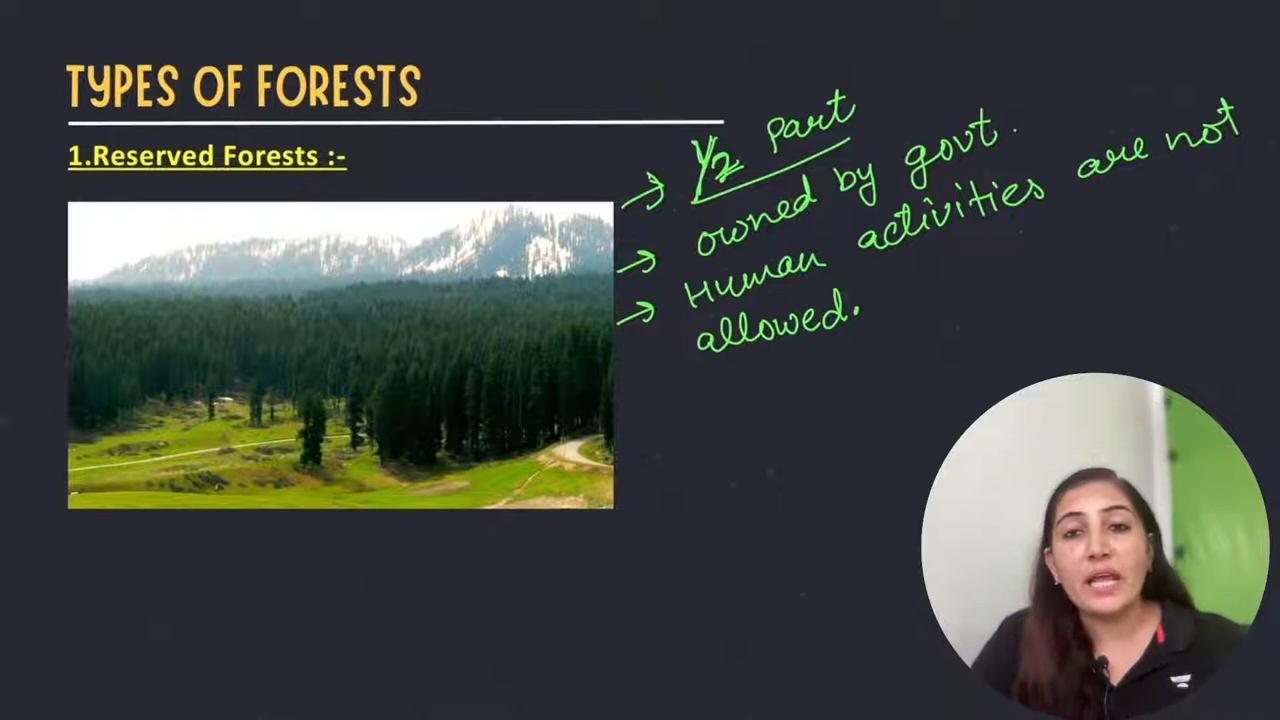 TYPES OF FORESTS
1.Reserved Forests :-
→ 1/2 Part
→ owned by govt.
→ Human activities are not
allowed.